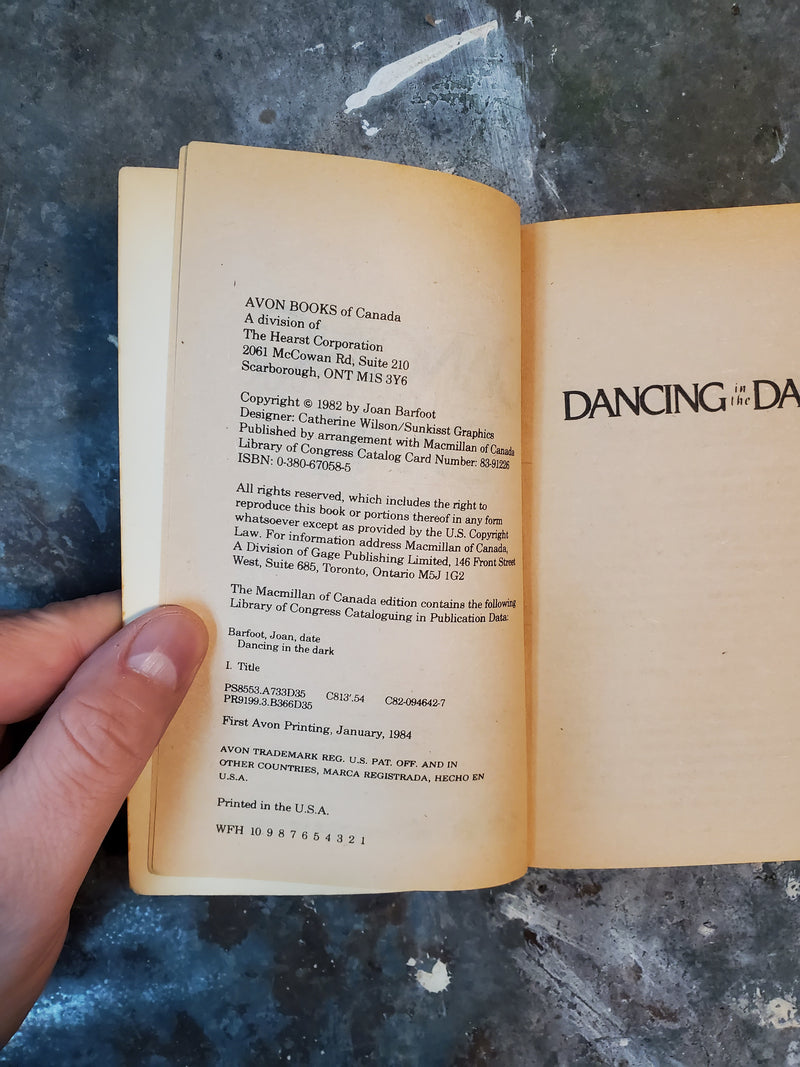 AVON BOOKS of Canada
A division of
The Hearst Corporation
2061 McCowan Rd, Suite 210
Scarborough, ONT M1S 3Y6
Copyright © 1982 by Joan Barfoot
Designer: Catherine Wilson/Sunkisst Graphics
Published by arrangement with Macmillan of Canada
Library of Congress Catalog Card Number: 83-91226
ISBN: 0-380-67058-5
All rights reserved, which includes the right to
reproduce this book or portions thereof in any form
whatsoever except as provided by the U.S. Copyright
Law. For information address Macmillan of Canada,
A Division of Gage Publishing Limited, 146 Front Street
West, Suite 685, Toronto, Ontario M5J 1G2
The Macmillan of Canada edition contains the following
Library of Congress Cataloguing in Publication Data:
Barfoot, Joan, date
Dancing in the dark
I. Title
PS8553.A733D35 C813'.54 C82-094642-7
PR9199.3.B366D35
First Avon Printing, January, 1984
AVON TRADEMARK REG. U.S. PAT. OFF. AND IN
OTHER COUNTRIES, MARCA REGISTRADA, HECHO EN
U.S.A.
Printed in the U.S.A.
WFH 10 9 8 7 6 5 4 3 2 1
DANCING in the DA